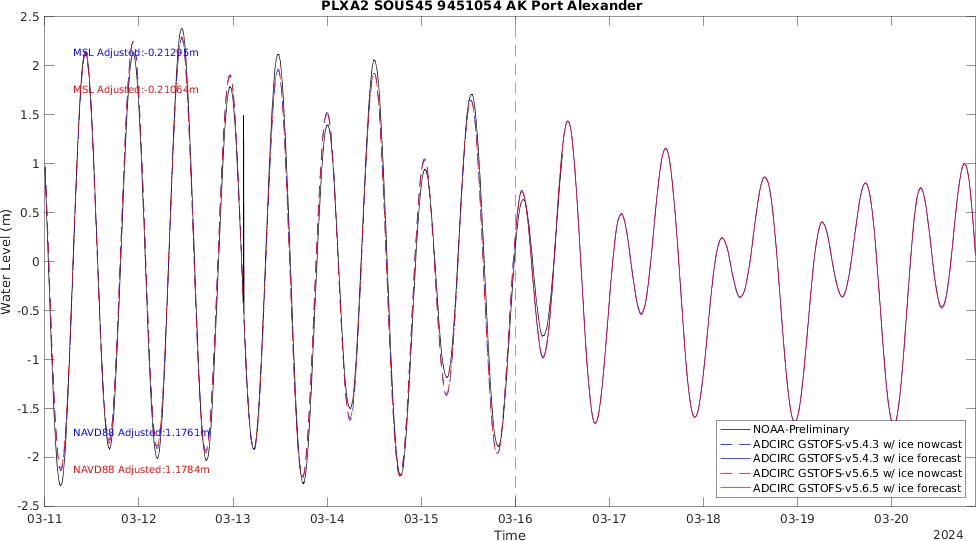 PLXA2 SOUS45 9451054 AK Port Alexander
2.5
2
1.5
1
0.5
0
-0.5
-1
-1.5
-2
-2.5
Water Level (m)
MSL Adjusted:-0.21295m
MSL Adjusted:-0.21064m
NAVD88 Adjusted:1.1761m
NAVD88 Adjusted:1.1784m
NOAA-Preliminary
ADCIRC GSTOFS-v5.4.3 w/ ice nowcast
ADCIRC GSTOFS-v5.4.3 w/ ice forecast
ADCIRC GSTOFS-v5.6.5 w/ ice nowcast
ADCIRC GSTOFS-v5.6.5 w/ ice forecast
03-11 03-12 03-13 03-14 03-15 03-16 03-17 03-18 03-19 03-20
Time
2024